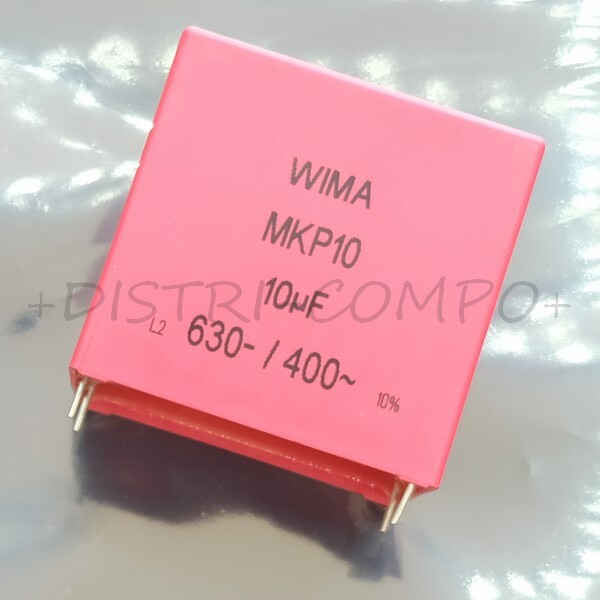 WIMA
MKP10
10µF
L2 630- / 400~ 10%
+DISTRI COMPO+